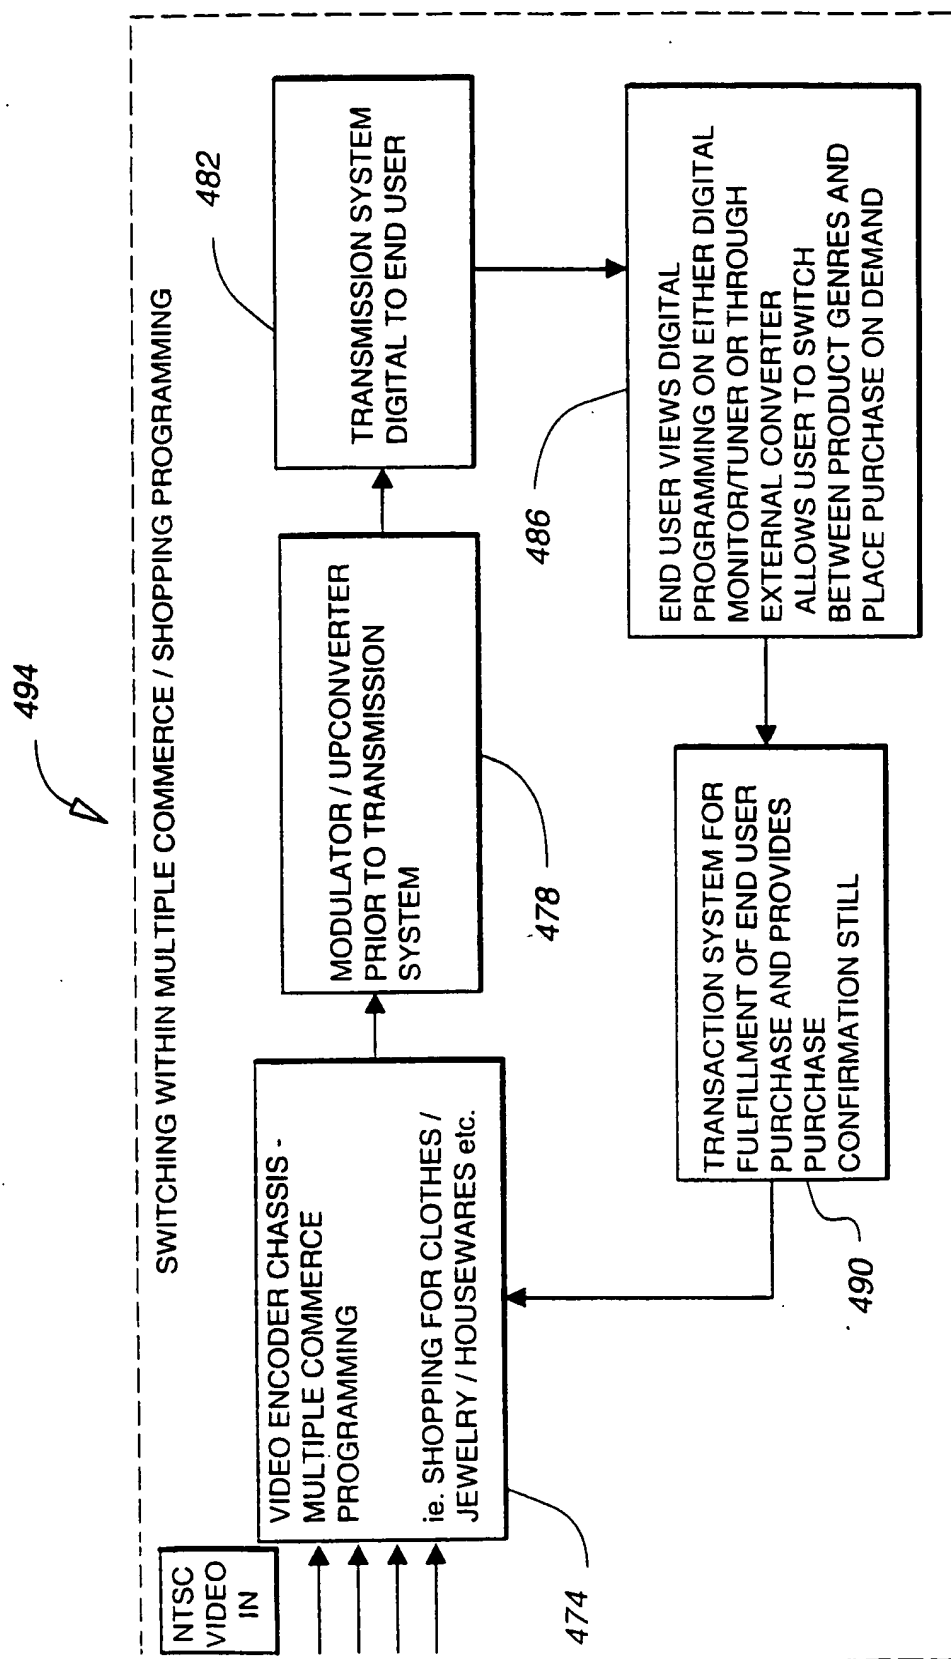 494
SWITCHING WITHIN MULTIPLE COMMERCE / SHOPPING PROGRAMMING
NTSC
VIDEO
IN
VIDEO ENCODER CHASSIS -
MULTIPLE COMMERCE
PROGRAMMING
ie. SHOPPING FOR CLOTHES /
JEWELRY / HOUSEWARES etc.
474
MODULATOR / UPCONVERTER
PRIOR TO TRANSMISSION
SYSTEM
478
TRANSMISSION SYSTEM
DIGITAL TO END USER
482
END USER VIEWS DIGITAL
PROGRAMMING ON EITHER DIGITAL
MONITOR/TUNER OR THROUGH
EXTERNAL CONVERTER
ALLOWS USER TO SWITCH
BETWEEN PRODUCT GENRES AND
PLACE PURCHASE ON DEMAND
486
TRANSACTION SYSTEM FOR
FULFILLMENT OF END USER
PURCHASE AND PROVIDES
PURCHASE
CONFIRMATION STILL
490